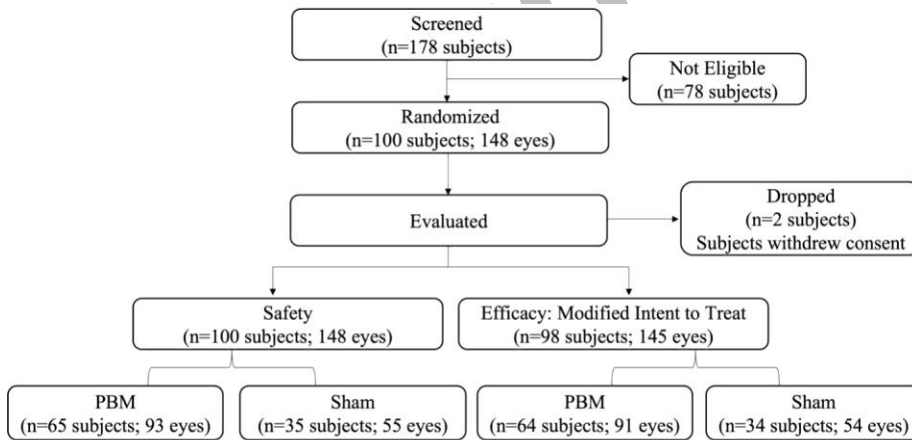 Screened
(n=178 subjects)
Not Eligible
(n=78 subjects)
Randomized
(n=100 subjects; 148 eyes)
Dropped
(n=2 subjects)
Subjects withdrew consent
Evaluated
Safety
(n=100 subjects; 148 eyes)
Efficacy: Modified Intent to Treat
(n=98 subjects; 145 eyes)
PBM
(n=65 subjects; 93 eyes)
Sham
(n=35 subjects; 55 eyes)
PBM
(n=64 subjects; 91 eyes)
Sham
(n=34 subjects; 54 eyes)